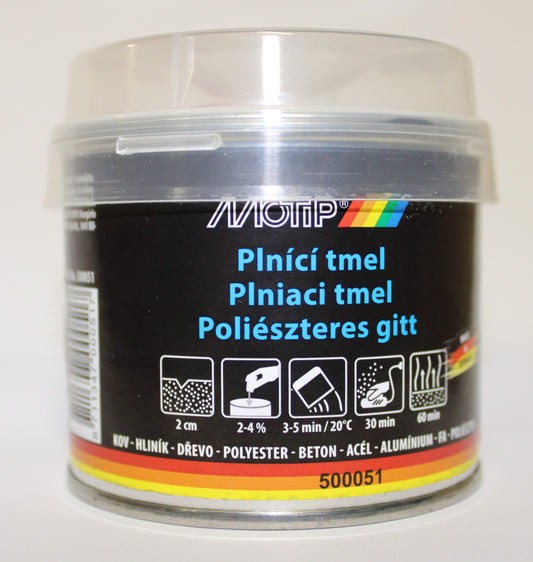 MOTIP®
Plnící tmel
Plniaci tmel
Poliészteres gitt
2 cm 2-4 % 3-5 min / 20°C 30 min 60 min
KOV - HLINÍK - DŘEVO - POLYESTER - BETON - ACÉL - ALUMÍNIUM - FA -
500051
8711347000517